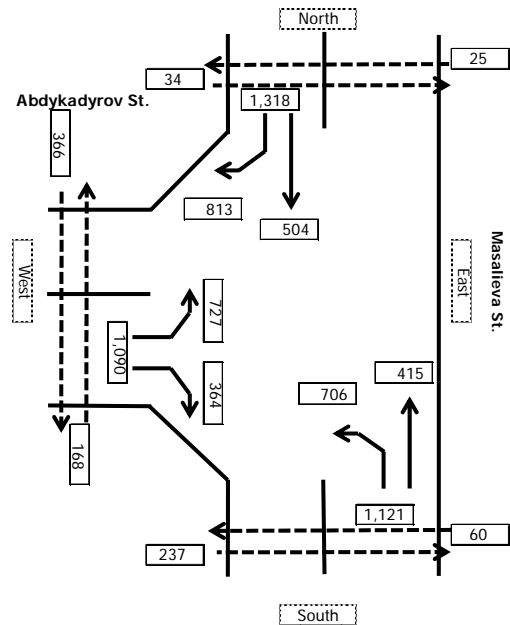 North
25
34
1,318
Abdykadyrov St.
366
813
504
West
727
1,090
364
168
Masalieva St.
East
415
706
1,121
60
237
South